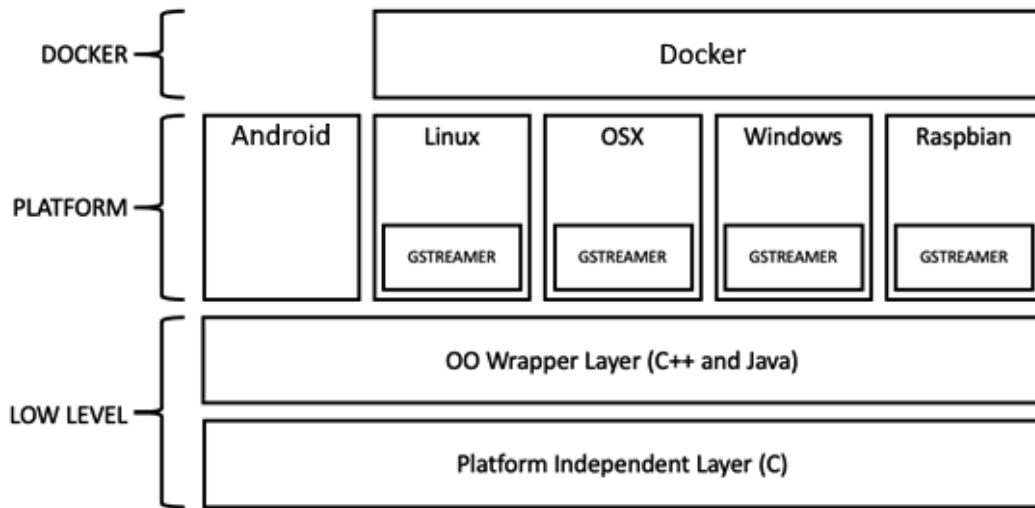 DOCKER
Docker
PLATFORM
Android
Linux
OSX
Windows
Raspbian
GSTREAMER
GSTREAMER
GSTREAMER
GSTREAMER
LOW LEVEL
OO Wrapper Layer (C++ and Java)
Platform Independent Layer (C)